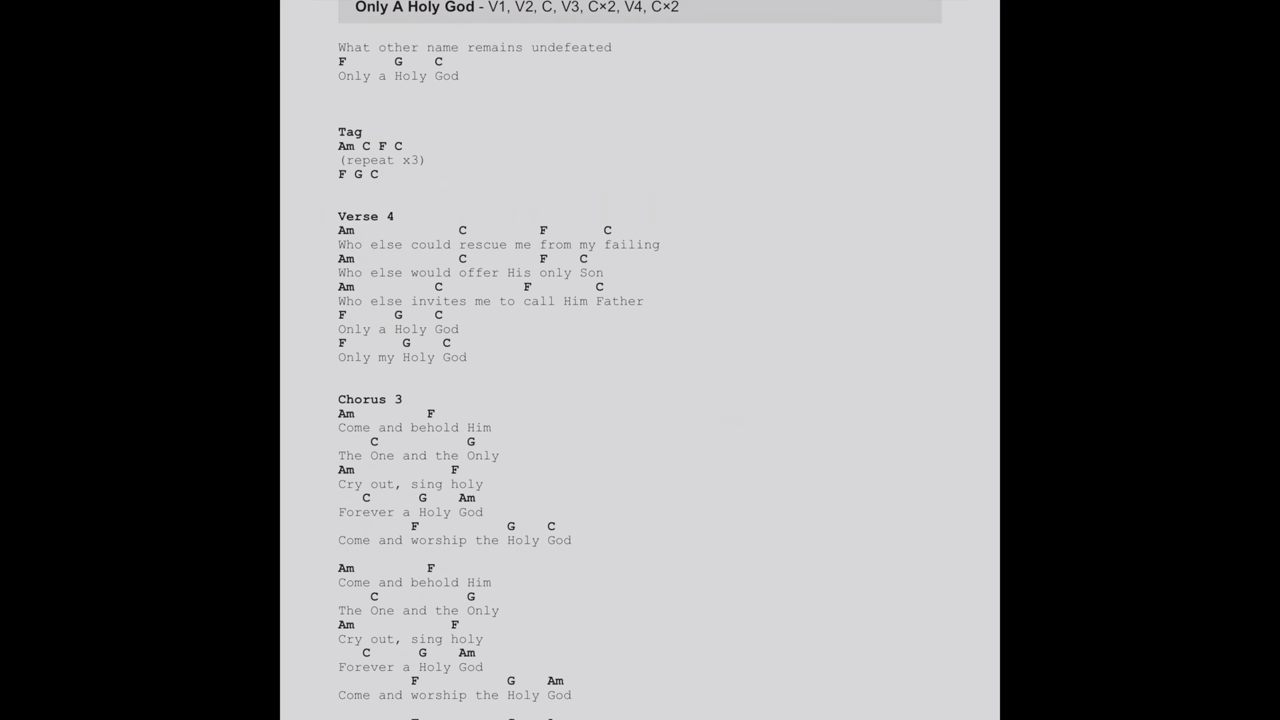 Only A Holy God - V1, V2, C, V3, C×2, V4, C×2
What other name remains undefeated
F      G    C
Only a Holy God
Tag
Am C F C
(repeat x3)
F G C
Verse 4
Am             C         F       C
Who else could rescue me from my failing
Am             C         F    C
Who else would offer His only Son
Am          C          F        C
Who else invites me to call Him Father
F      G    C
Only a Holy God
F       G    C
Only my Holy God
Chorus 3
Am         F
Come and behold Him
    C           G
The One and the Only
Am            F
Cry out, sing holy
   C      G    Am
Forever a Holy God
         F           G    C
Come and worship the Holy God
Am         F
Come and behold Him
    C           G
The One and the Only
Am            F
Cry out, sing holy
   C      G    Am
Forever a Holy God
         F           G    Am
Come and worship the Holy God